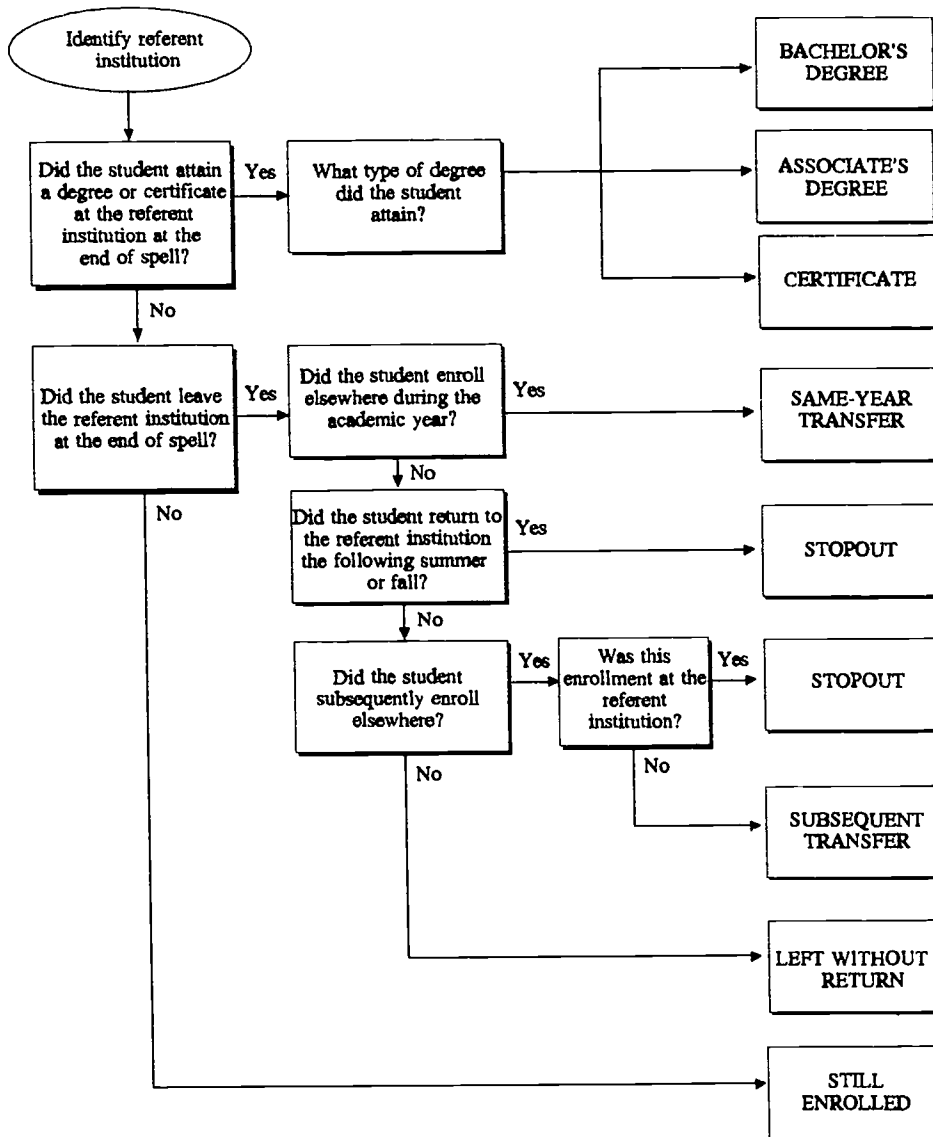 Identify referent
institution
BACHELOR'S
DEGREE
Did the student attain
a degree or certificate
at the referent
institution at the
end of spell?
Yes
What type of degree
did the student
attain?
ASSOCIATE'S
DEGREE
CERTIFICATE
No
Did the student leave
the referent institution
at the end of spell?
Yes
Did the student enroll
elsewhere during the
academic year?
Yes
SAME-YEAR
TRANSFER
No
No
Did the student return to
the referent institution
the following summer
or fall?
Yes
STOPOUT
No
Did the student
subsequently enroll
elsewhere?
Yes
Was this
enrollment at the
referent
institution?
Yes
STOPOUT
No
No
SUBSEQUENT
TRANSFER
LEFT WITHOUT
RETURN
STILL
ENROLLED